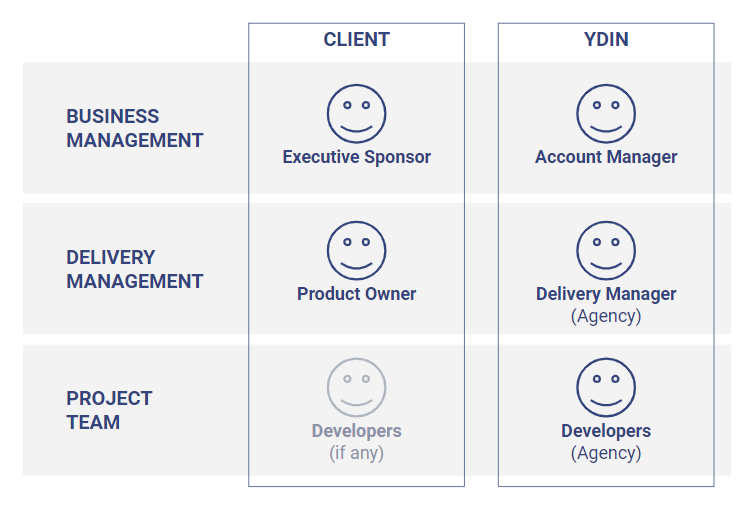 CLIENT
YDIN
BUSINESS
MANAGEMENT
Executive Sponsor
Account Manager
DELIVERY
MANAGEMENT
Product Owner
Delivery Manager
(Agency)
PROJECT
TEAM
Developers
(if any)
Developers
(Agency)